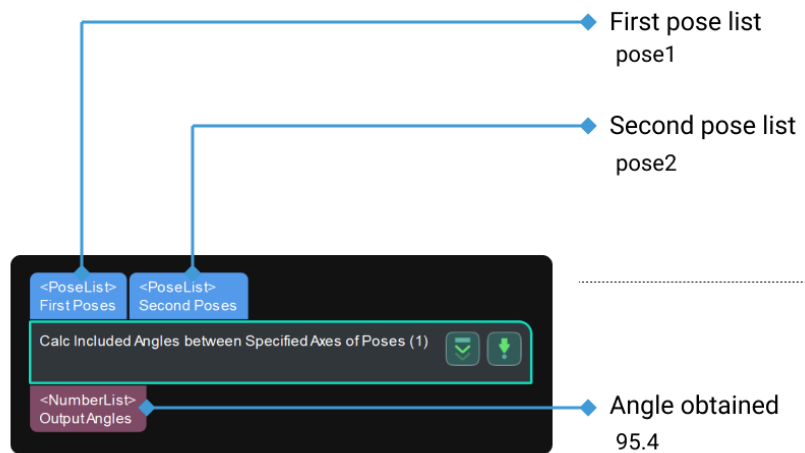 First pose list
pose1
Second pose list
pose2
<PoseList>
First Poses
<PoseList>
Second Poses
Calc Included Angles between Specified Axes of Poses (1)
<NumberList>
OutputAngles
Angle obtained
95.4